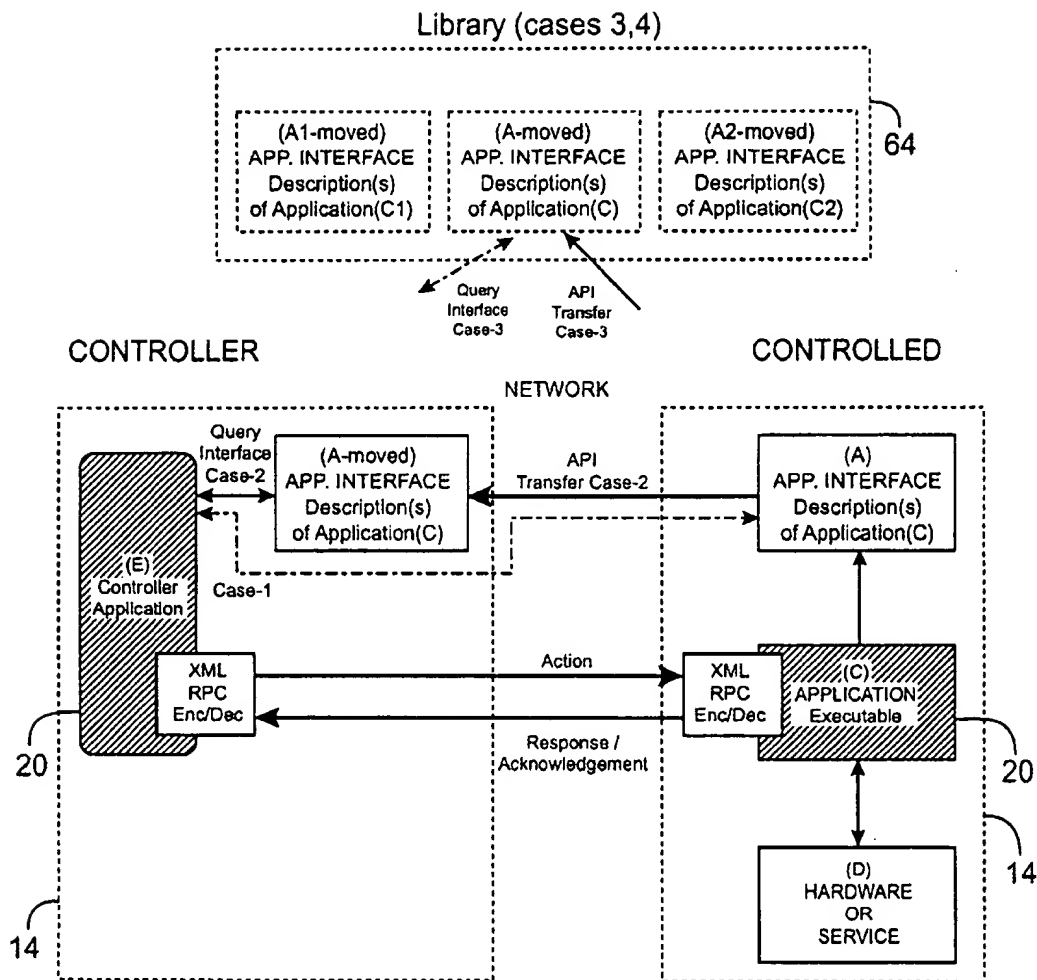 Library (cases 3,4)
(A1-moved)
APP. INTERFACE
Description(s)
of Application(C1)
(A-moved)
APP. INTERFACE
Description(s)
of Application(C)
(A2-moved)
APP. INTERFACE
Description(s)
of Application(C2)
64
Query
Interface
Case-3
API
Transfer
Case-3
CONTROLLER
CONTROLLED
NETWORK
Query
Interface
Case-2
(A-moved)
APP. INTERFACE
Description(s)
of Application(C)
API
Transfer Case-2
(A)
APP. INTERFACE
Description(s)
of Application(C)
(E)
Controller
Application
Case-1
XML
RPC
Enc/Dec
Action
Response /
Acknowledgement
XML
RPC
Enc/Dec
(C)
APPLICATION
Executable
20
20
(D)
HARDWARE
OR
SERVICE
14
14